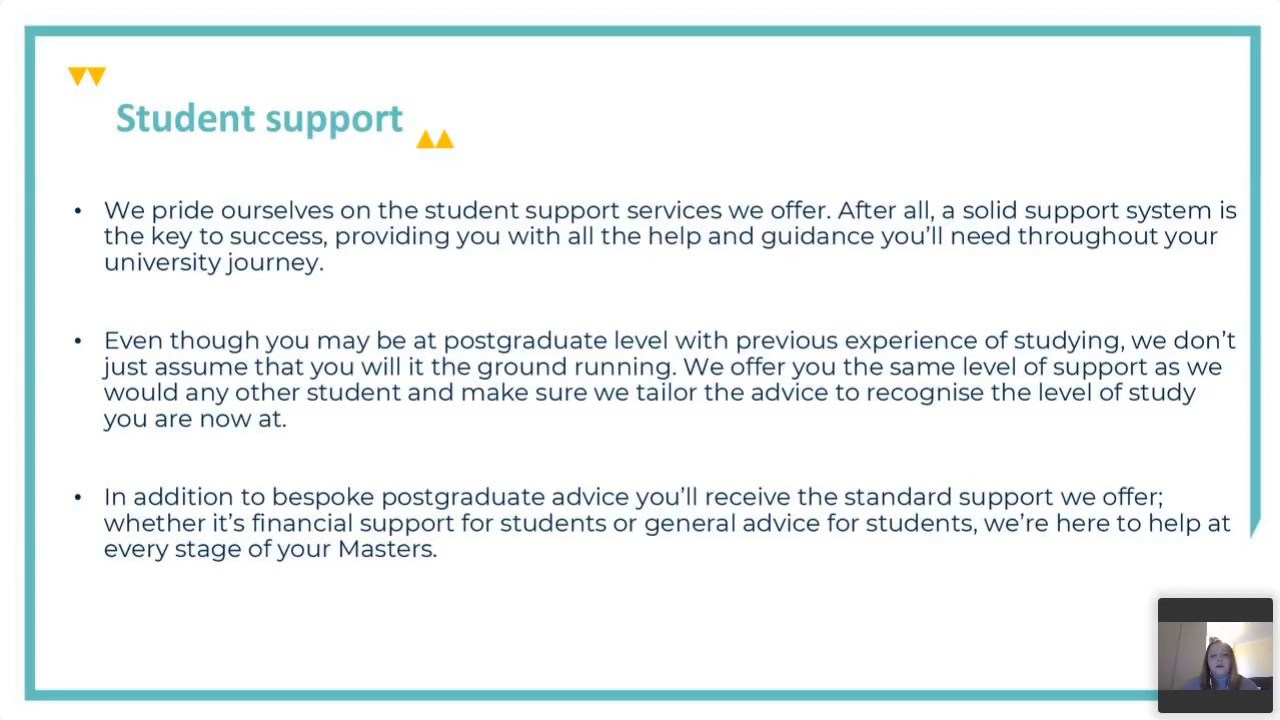 Student support
• We pride ourselves on the student support services we offer. After all, a solid support system is
the key to success, providing you with all the help and guidance you’ll need throughout your
university journey.
• Even though you may be at postgraduate level with previous experience of studying, we don’t
just assume that you will it the ground running. We offer you the same level of support as we
would any other student and make sure we tailor the advice to recognise the level of study
you are now at.
• In addition to bespoke postgraduate advice you’ll receive the standard support we offer;
whether it’s financial support for students or general advice for students, we’re here to help at
every stage of your Masters.